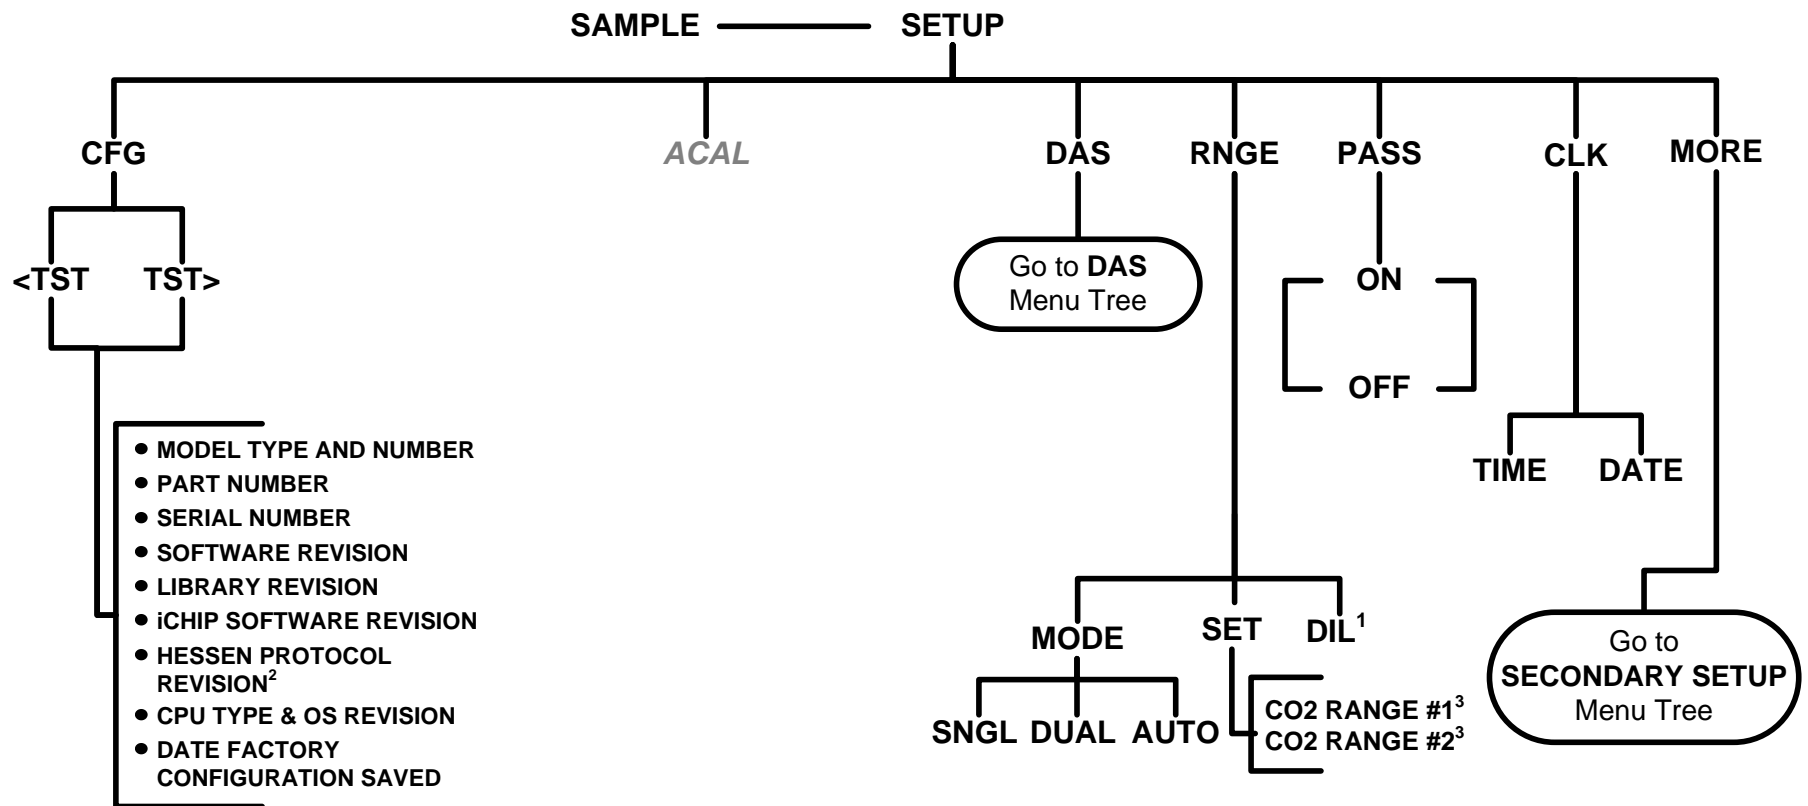 SAMPLE SETUP
CFG ACAL DAS RNGE PASS CLK MORE
<TST TST>
Go to DAS
Menu Tree
ON
OFF
TIME DATE
MODEL TYPE AND NUMBER
PART NUMBER
SERIAL NUMBER
SOFTWARE REVISION
LIBRARY REVISION
iCHIP SOFTWARE REVISION
HESSEN PROTOCOL
REVISION²
CPU TYPE & OS REVISION
DATE FACTORY
CONFIGURATION SAVED
MODE SET DIL¹
SNGL DUAL AUTO
CO2 RANGE #1³
CO2 RANGE #2³
Go to
SECONDARY SETUP
Menu Tree